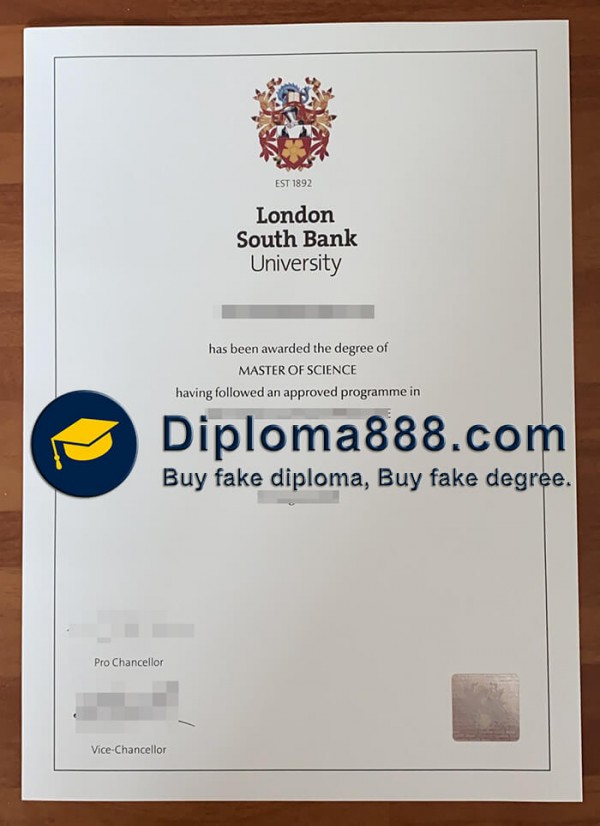 EST 1892
London
South Bank
University
has been awarded the degree of
MASTER OF SCIENCE
having followed an approved programme in
Diploma888.com
Buy fake diploma, Buy fake degree.
Pro Chancellor
Vice-Chancellor